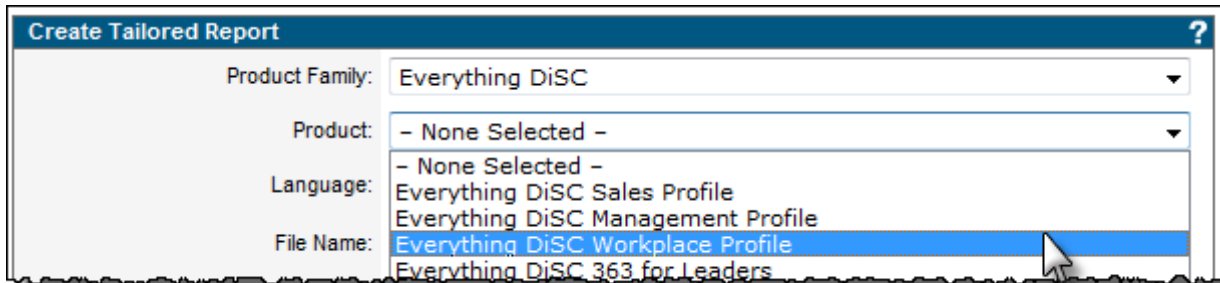 Create Tailored Report ?
Product Family: Everything DiSC
Product: – None Selected –
– None Selected –
Language: Everything DiSC Sales Profile
Everything DiSC Management Profile
File Name: Everything DiSC Workplace Profile
Everything DiSC 363 for Leaders